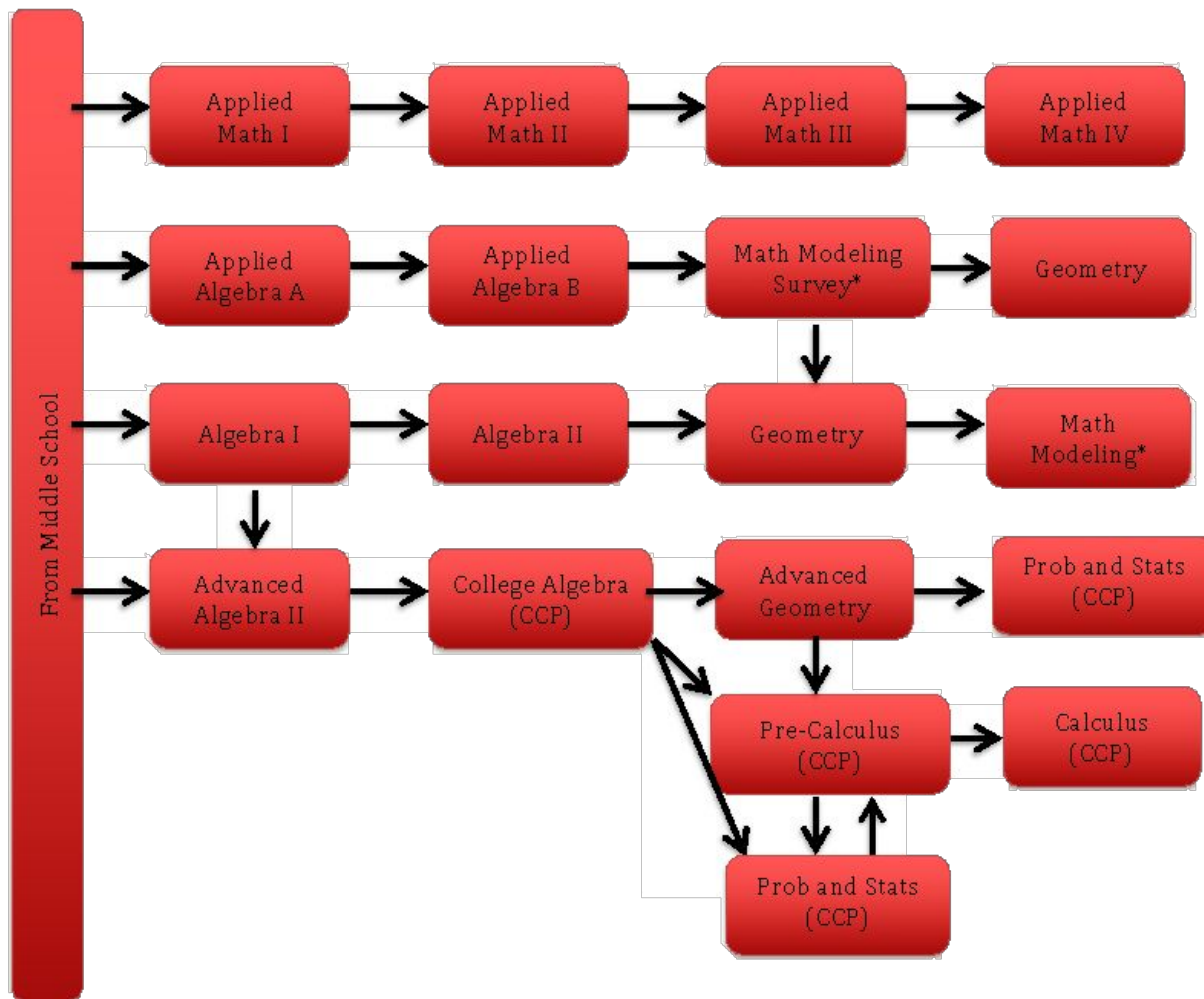 From Middle School
Applied
Math I
Applied
Math II
Applied
Math III
Applied
Math IV
Applied
Algebra A
Applied
Algebra B
Math Modeling
Survey*
Geometry
Algebra I
Algebra II
Geometry
Math
Modeling*
Advanced
Algebra II
College Algebra
(CCP)
Advanced
Geometry
Prob and Stats
(CCP)
Pre-Calculus
(CCP)
Calculus
(CCP)
Prob and Stats
(CCP)